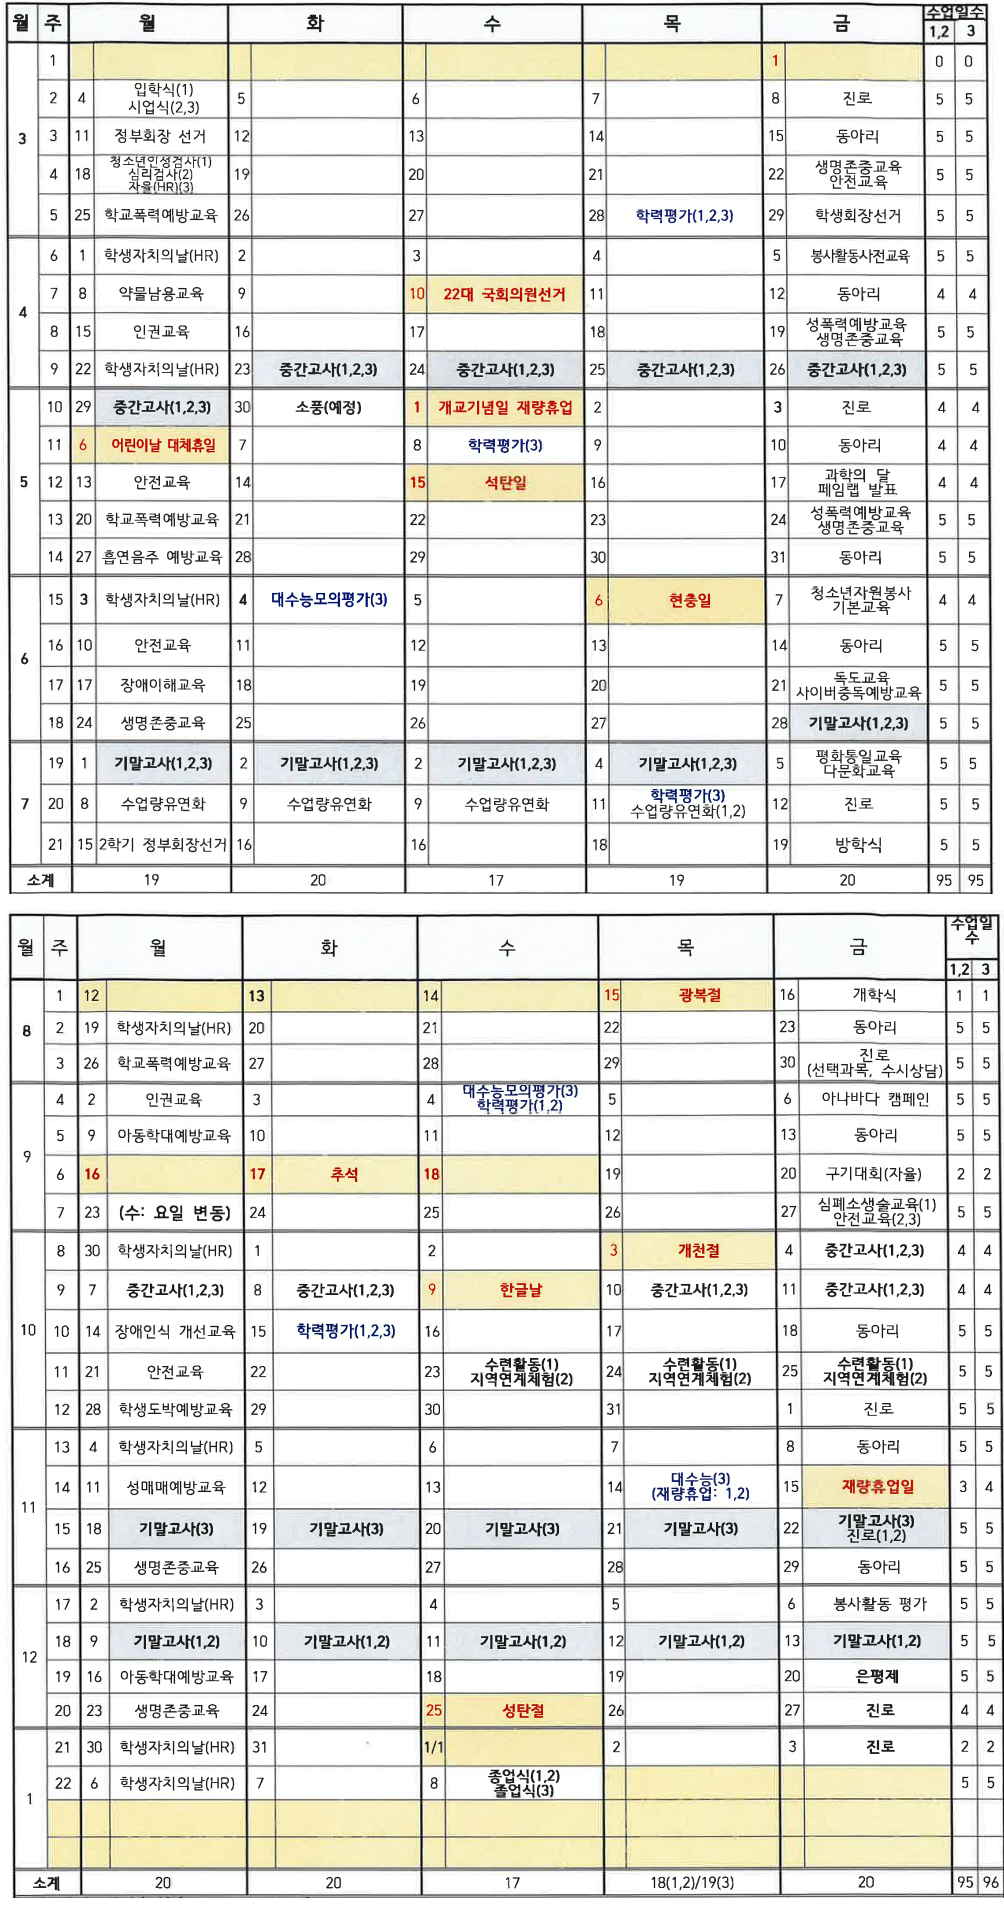 월 주 월 화 수 목 금 수업일수
1,2 3
3 1 1 0 0
2 4 입학식(1) 5 6 7 8 진로 5 5
시업식(2,3)
3 11 정부회장 선거 12 13 14 15 동아리 5 5
4 18 청소년인성검사(1) 19 20 21 22 생명존중교육 5 5
심리검사(2) 안전교육
자율(HR)(3)
5 25 학교폭력예방교육 26 27 28 학력평가(1,2,3) 29 학생회장선거 5 5
4 6 1 학생자치의날(HR) 2 3 4 5 봉사활동사전교육 5 5
7 8 약물남용교육 9 10 22대 국회의원선거 11 12 동아리 4 4
8 15 인권교육 16 17 18 19 성폭력예방교육 5 5
생명존중교육
9 22 학생자치의날(HR) 23 중간고사(1,2,3) 24 중간고사(1,2,3) 25 중간고사(1,2,3) 26 중간고사(1,2,3) 5 5
5 10 29 중간고사(1,2,3) 30 소풍(예정) 1 개교기념일 재량휴업 2 3 진로 4 4
11 6 어린이날 대체휴일 7 8 학력평가(3) 9 10 동아리 4 4
12 13 안전교육 14 15 석탄일 16 17 과학의 달 4 4
페임랩 발표
13 20 학교폭력예방교육 21 22 23 24 성폭력예방교육 5 5
생명존중교육
14 27 흡연음주 예방교육 28 29 30 31 동아리 5 5
6 15 3 학생자치의날(HR) 4 대수능모의평가(3) 5 6 현충일 7 청소년자원봉사 4 4
기본교육
16 10 안전교육 11 12 13 14 동아리 5 5
17 17 장애이해교육 18 19 20 21 독도교육 5 5
사이버중독예방교육
18 24 생명존중교육 25 26 27 28 기말고사(1,2,3) 5 5
7 19 1 기말고사(1,2,3) 2 기말고사(1,2,3) 2 기말고사(1,2,3) 4 기말고사(1,2,3) 5 평화통일교육 5 5
다문화교육
20 8 수업량유연화 9 수업량유연화 9 수업량유연화 11 학력평가(3) 12 진로 5 5
수업량유연화(1,2)
21 15 2학기 정부회장선거 16 16 18 19 방학식 5 5
소계 19 20 17 19 20 95 95
월 주 월 화 수 목 금 수업일
수
1,2 3
8 1 12 13 14 15 광복절 16 개학식 1 1
2 19 학생자치의날(HR) 20 21 22 23 동아리 5 5
3 26 학교폭력예방교육 27 28 29 30 진로 5 5
(선택과목, 수시상담)
9 4 2 인권교육 3 4 대수능모의평가(3) 5 6 아나바다 캠페인 5 5
학력평가(1,2)
5 9 아동학대예방교육 10 11 12 13 동아리 5 5
6 16 17 추석 18 19 20 구기대회(자율) 2 2
7 23 (수: 요일 변동) 24 25 26 27 심폐소생술교육(1) 5 5
안전교육(2,3)
10 8 30 학생자치의날(HR) 1 2 3 개천절 4 중간고사(1,2,3) 4 4
9 7 중간고사(1,2,3) 8 중간고사(1,2,3) 9 한글날 10 중간고사(1,2,3) 11 중간고사(1,2,3) 4 4
10 14 장애인식 개선교육 15 학력평가(1,2,3) 16 17 18 동아리 5 5
11 21 안전교육 22 23 수련활동(1) 24 수련활동(1) 25 수련활동(1) 5 5
지역연계체험(2) 지역연계체험(2) 지역연계체험(2)
12 28 학생도박예방교육 29 30 31 1 진로 5 5
11 13 4 학생자치의날(HR) 5 6 7 8 동아리 5 5
14 11 성매매예방교육 12 13 14 대수능(3) 15 재량휴업일 3 4
(재량휴업: 1,2)
15 18 기말고사(3) 19 기말고사(3) 20 기말고사(3) 21 기말고사(3) 22 기말고사(3) 5 5
진로(1,2)
16 25 생명존중교육 26 27 28 29 동아리 5 5
12 17 2 학생자치의날(HR) 3 4 5 6 봉사활동 평가 5 5
18 9 기말고사(1,2) 10 기말고사(1,2) 11 기말고사(1,2) 12 기말고사(1,2) 13 기말고사(1,2) 5 5
19 16 아동학대예방교육 17 18 19 20 은평제 5 5
20 23 생명존중교육 24 25 성탄절 26 27 진로 4 4
1 21 30 학생자치의날(HR) 31 1/1 2 3 진로 2 2
22 6 학생자치의날(HR) 7 8 종업식(1,2) 5 5
졸업식(3)
소계 20 20 17 18(1,2)/19(3) 20 95 96